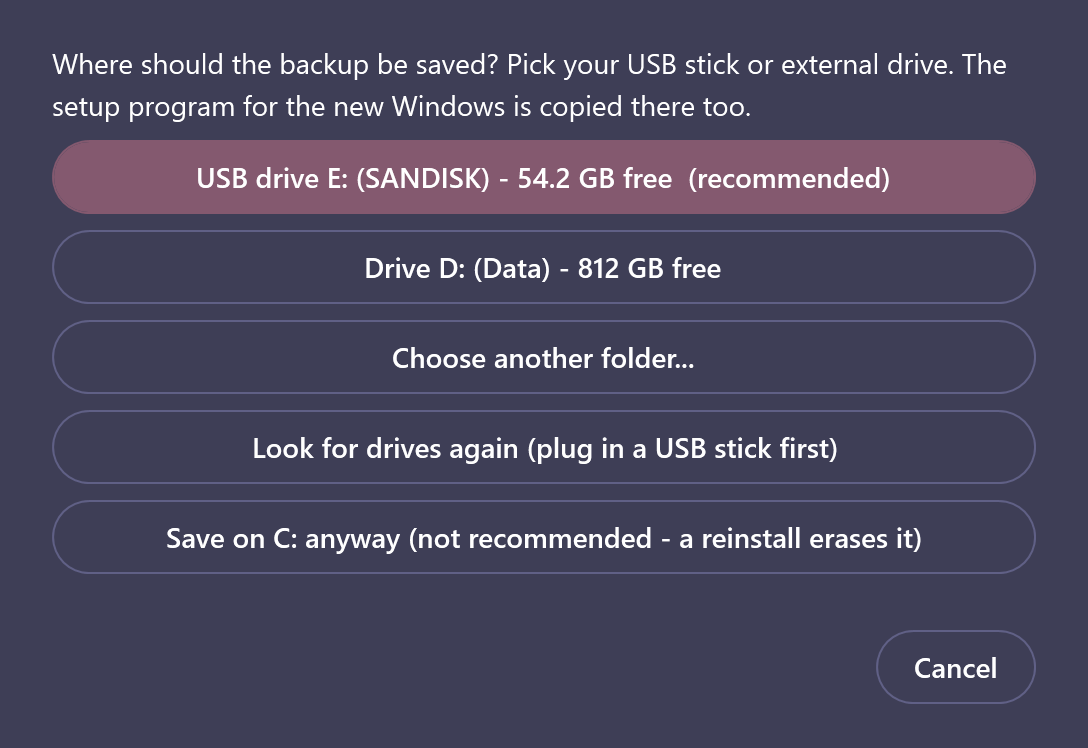 Where should the backup be saved? Pick your USB stick or external drive. The
setup program for the new Windows is copied there too.
USB drive E: (SANDISK) - 54.2 GB free  (recommended)
Drive D: (Data) - 812 GB free
Choose another folder...
Look for drives again (plug in a USB stick first)
Save on C: anyway (not recommended - a reinstall erases it)
Cancel